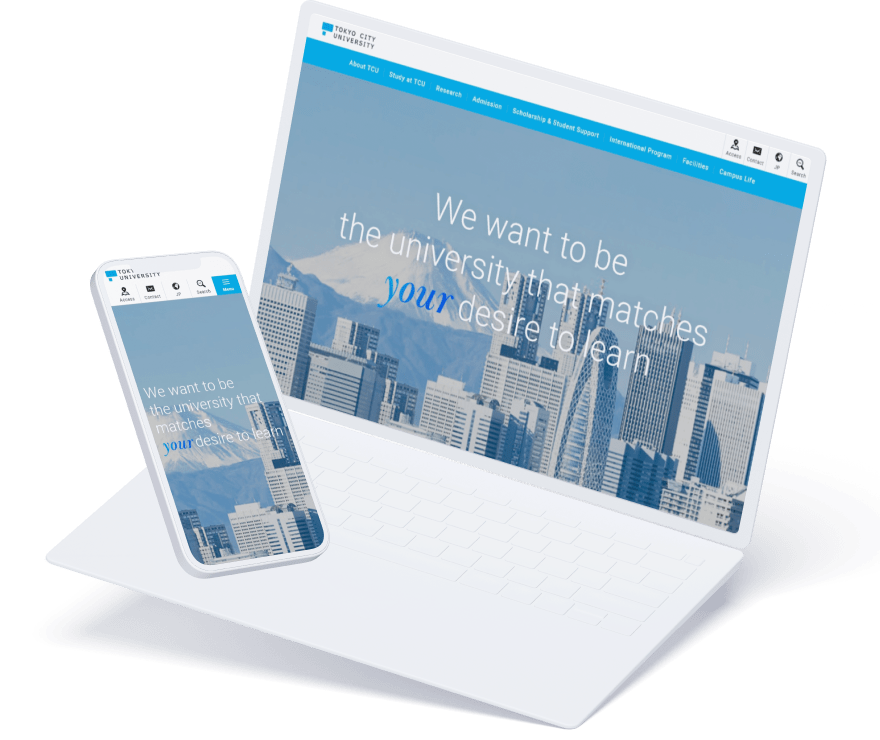 TOKYO CITY
UNIVERSITY
About TCU Study at TCU Research Admission Scholarship & Student Support International Program Facilities Campus Life
Access Contact JP Search
We want to be
the university that matches
your desire to learn
UNIVERSITY
Access Contact JP Search Menu
We want to be
the university that
matches
your desire to learn